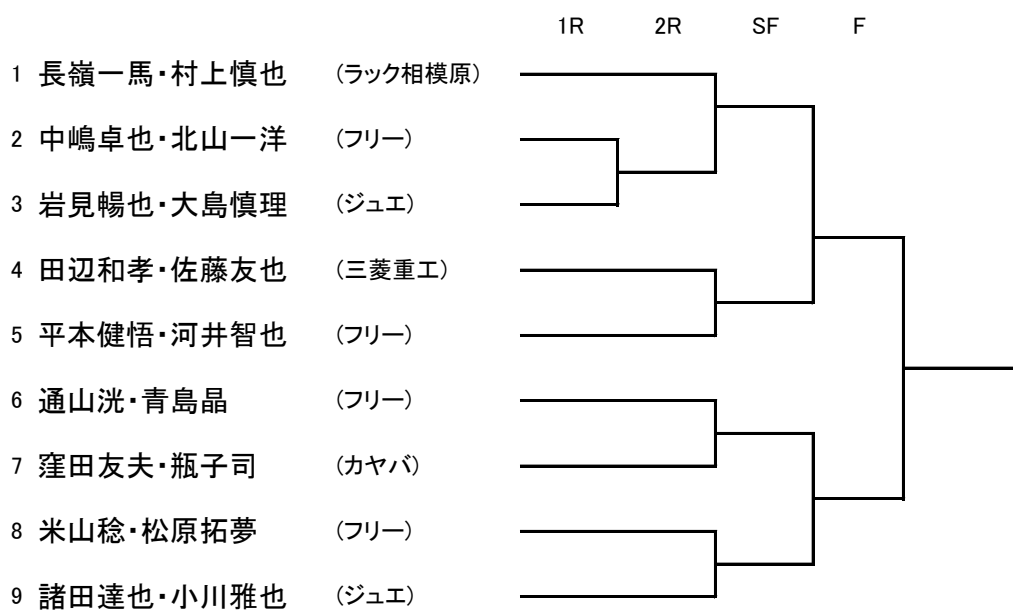 1R 2R SF F
1 長嶺一馬・村上慎也 (ラック相模原)
2 中嶋卓也・北山一洋 (フリー)
3 岩見暢也・大島慎理 (ジュエ)
4 田辺和孝・佐藤友也 (三菱重工)
5 平本健悟・河井智也 (フリー)
6 通山洸・青島晶 (フリー)
7 窪田友夫・瓶子司 (カヤバ)
8 米山稔・松原拓夢 (フリー)
9 諸田達也・小川雅也 (ジュエ)